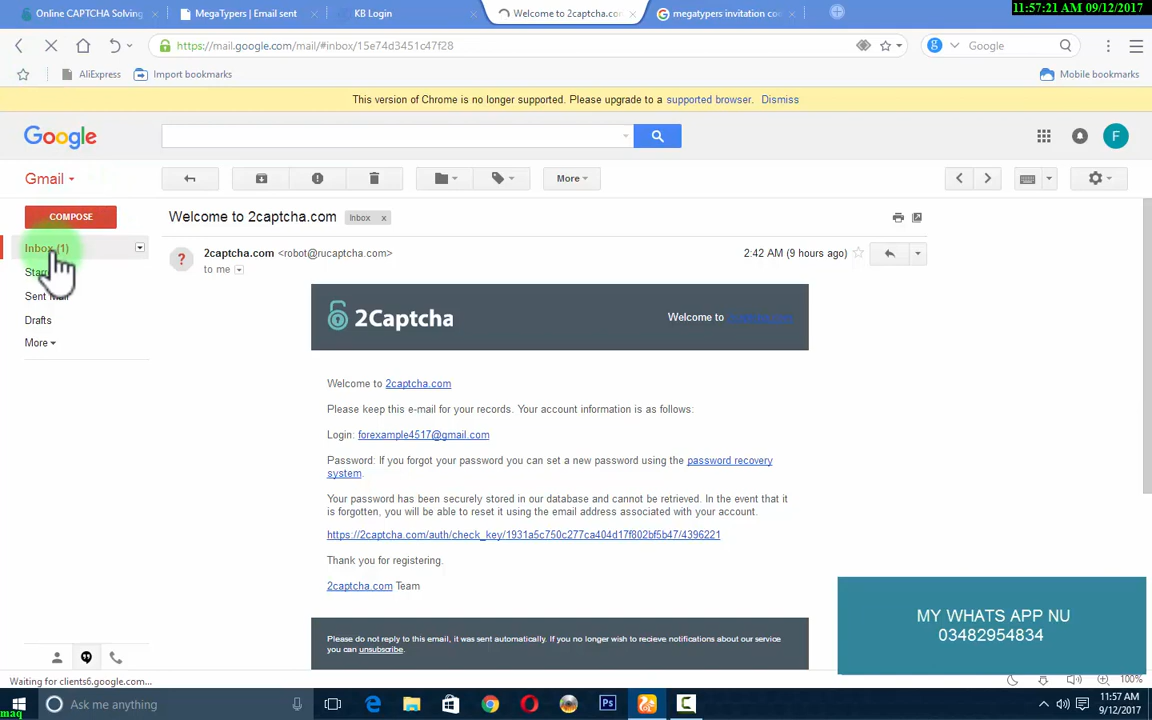 11:57:21 AM 09/12/2017
Online CAPTCHA Solving
MegaTypers | Email sent
KB Login
Welcome to 2captcha.com
megatypers invitation co
https://mail.google.com/mail/#inbox/15e74d3451c47f28
Google
AliExpress
Import bookmarks
Mobile bookmarks
This version of Chrome is no longer supported. Please upgrade to a supported browser. Dismiss
Google
F
Gmail
More
COMPOSE
Welcome to 2captcha.com
Inbox x
Inbox (1)
2captcha.com <robot@rucaptcha.com>
2:42 AM (9 hours ago)
to me
Sent Mail
Drafts
More
2Captcha
Welcome to
Welcome to 2captcha.com
Please keep this e-mail for your records. Your account information is as follows:
Login: forexample4517@gmail.com
Password: If you forgot your password you can set a new password using the password recovery
system.
Your password has been securely stored in our database and cannot be retrieved. In the event that it
is forgotten, you will be able to reset it using the email address associated with your account.
https://2captcha.com/auth/check_key/1931a5c750c277ca404d17f802bf5b47/4396221
Thank you for registering.
2captcha.com Team
Please do not reply to this email, it was sent automatically. If you no longer wish to recieve notifications about our service
you can unsubscribe.
MY WHATS APP NU
03482954834
Waiting for clients6.google.com...
100%
Ask me anything
Ps
11:57 AM
9/12/2017
maq